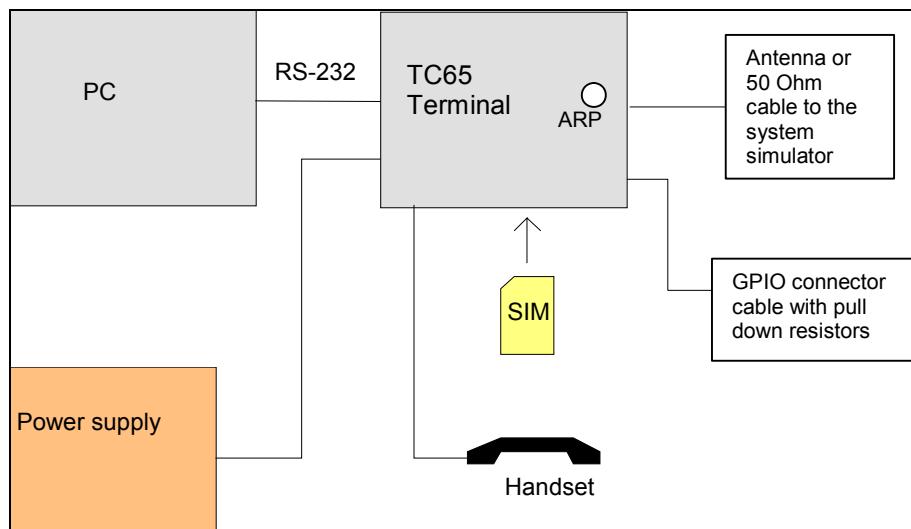 PC
RS-232
TC65
Terminal
ARP
Antenna or
50 Ohm
cable to the
system
simulator
GPIO connector
cable with pull
down resistors
SIM
Power supply
Handset